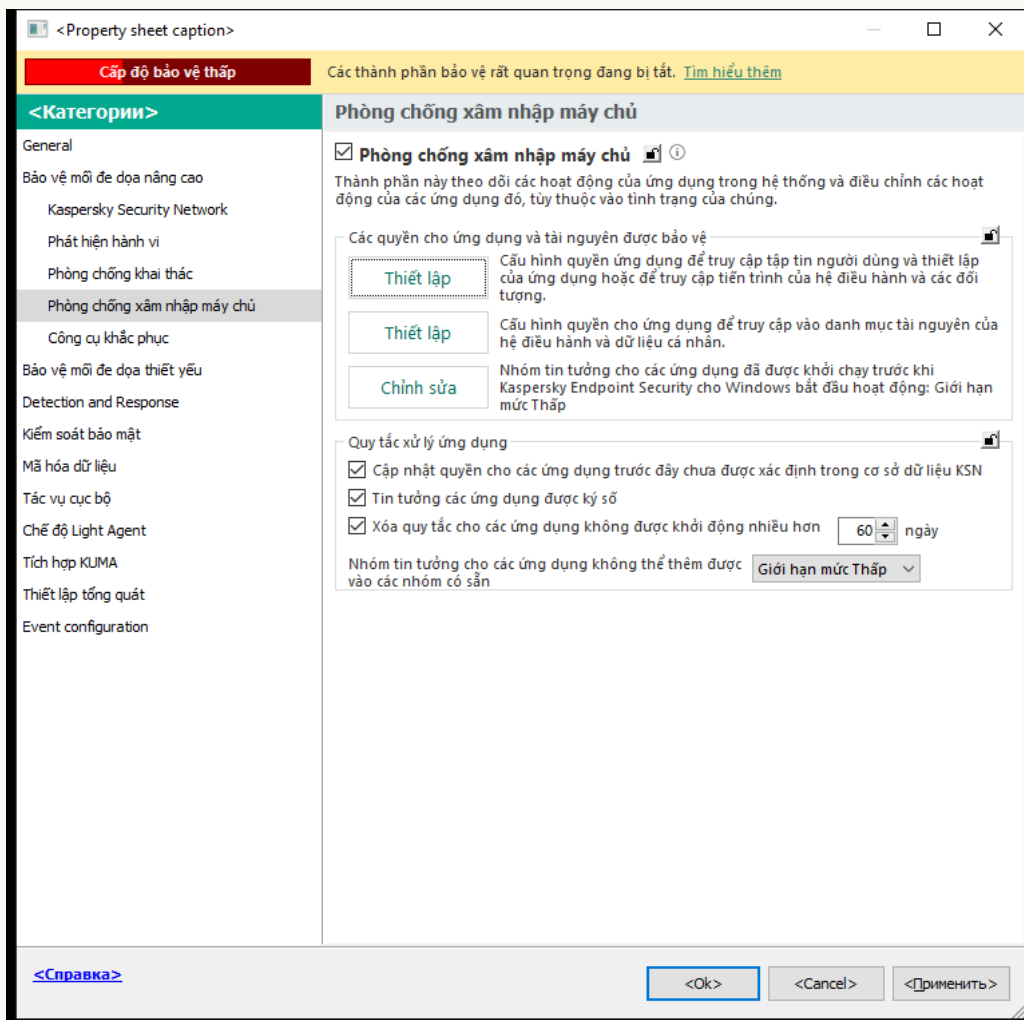 <Property sheet caption>
Cấp độ bảo vệ thấp
Các thành phần bảo vệ rất quan trọng đang bị tắt. Tìm hiểu thêm
<Категории>
General
Bảo vệ mối đe dọa nâng cao
Kaspersky Security Network
Phát hiện hành vi
Phòng chống khai thác
Phòng chống xâm nhập máy chủ
Công cụ khắc phục
Bảo vệ mối đe dọa thiết yếu
Detection and Response
Kiểm soát bảo mật
Mã hóa dữ liệu
Tác vụ cục bộ
Chế độ Light Agent
Tích hợp KUMA
Thiết lập tổng quát
Event configuration
Phòng chống xâm nhập máy chủ
Phòng chống xâm nhập máy chủ
Thành phần này theo dõi các hoạt động của ứng dụng trong hệ thống và điều chỉnh các hoạt
động của các ứng dụng đó, tùy thuộc vào tình trạng của chúng.
Các quyền cho ứng dụng và tài nguyên được bảo vệ
Thiết lập
Cấu hình quyền ứng dụng để truy cập tập tin người dùng và thiết lập
của ứng dụng hoặc để truy cập tiến trình của hệ điều hành và các đối
tượng.
Thiết lập
Cấu hình quyền cho ứng dụng để truy cập vào danh mục tài nguyên của
hệ điều hành và dữ liệu cá nhân.
Chỉnh sửa
Nhóm tin tưởng cho các ứng dụng đã được khởi chạy trước khi
Kaspersky Endpoint Security cho Windows bắt đầu hoạt động: Giới hạn
mức Thấp
Quy tắc xử lý ứng dụng
Cập nhật quyền cho các ứng dụng trước đây chưa được xác định trong cơ sở dữ liệu KSN
Tin tưởng các ứng dụng được ký số
Xóa quy tắc cho các ứng dụng không được khởi động nhiều hơn 60 ngày
Nhóm tin tưởng cho các ứng dụng không thể thêm được
vào các nhóm có sẵn
Giới hạn mức Thấp
<Справка>
<Ok>
<Cancel>
<Применить>